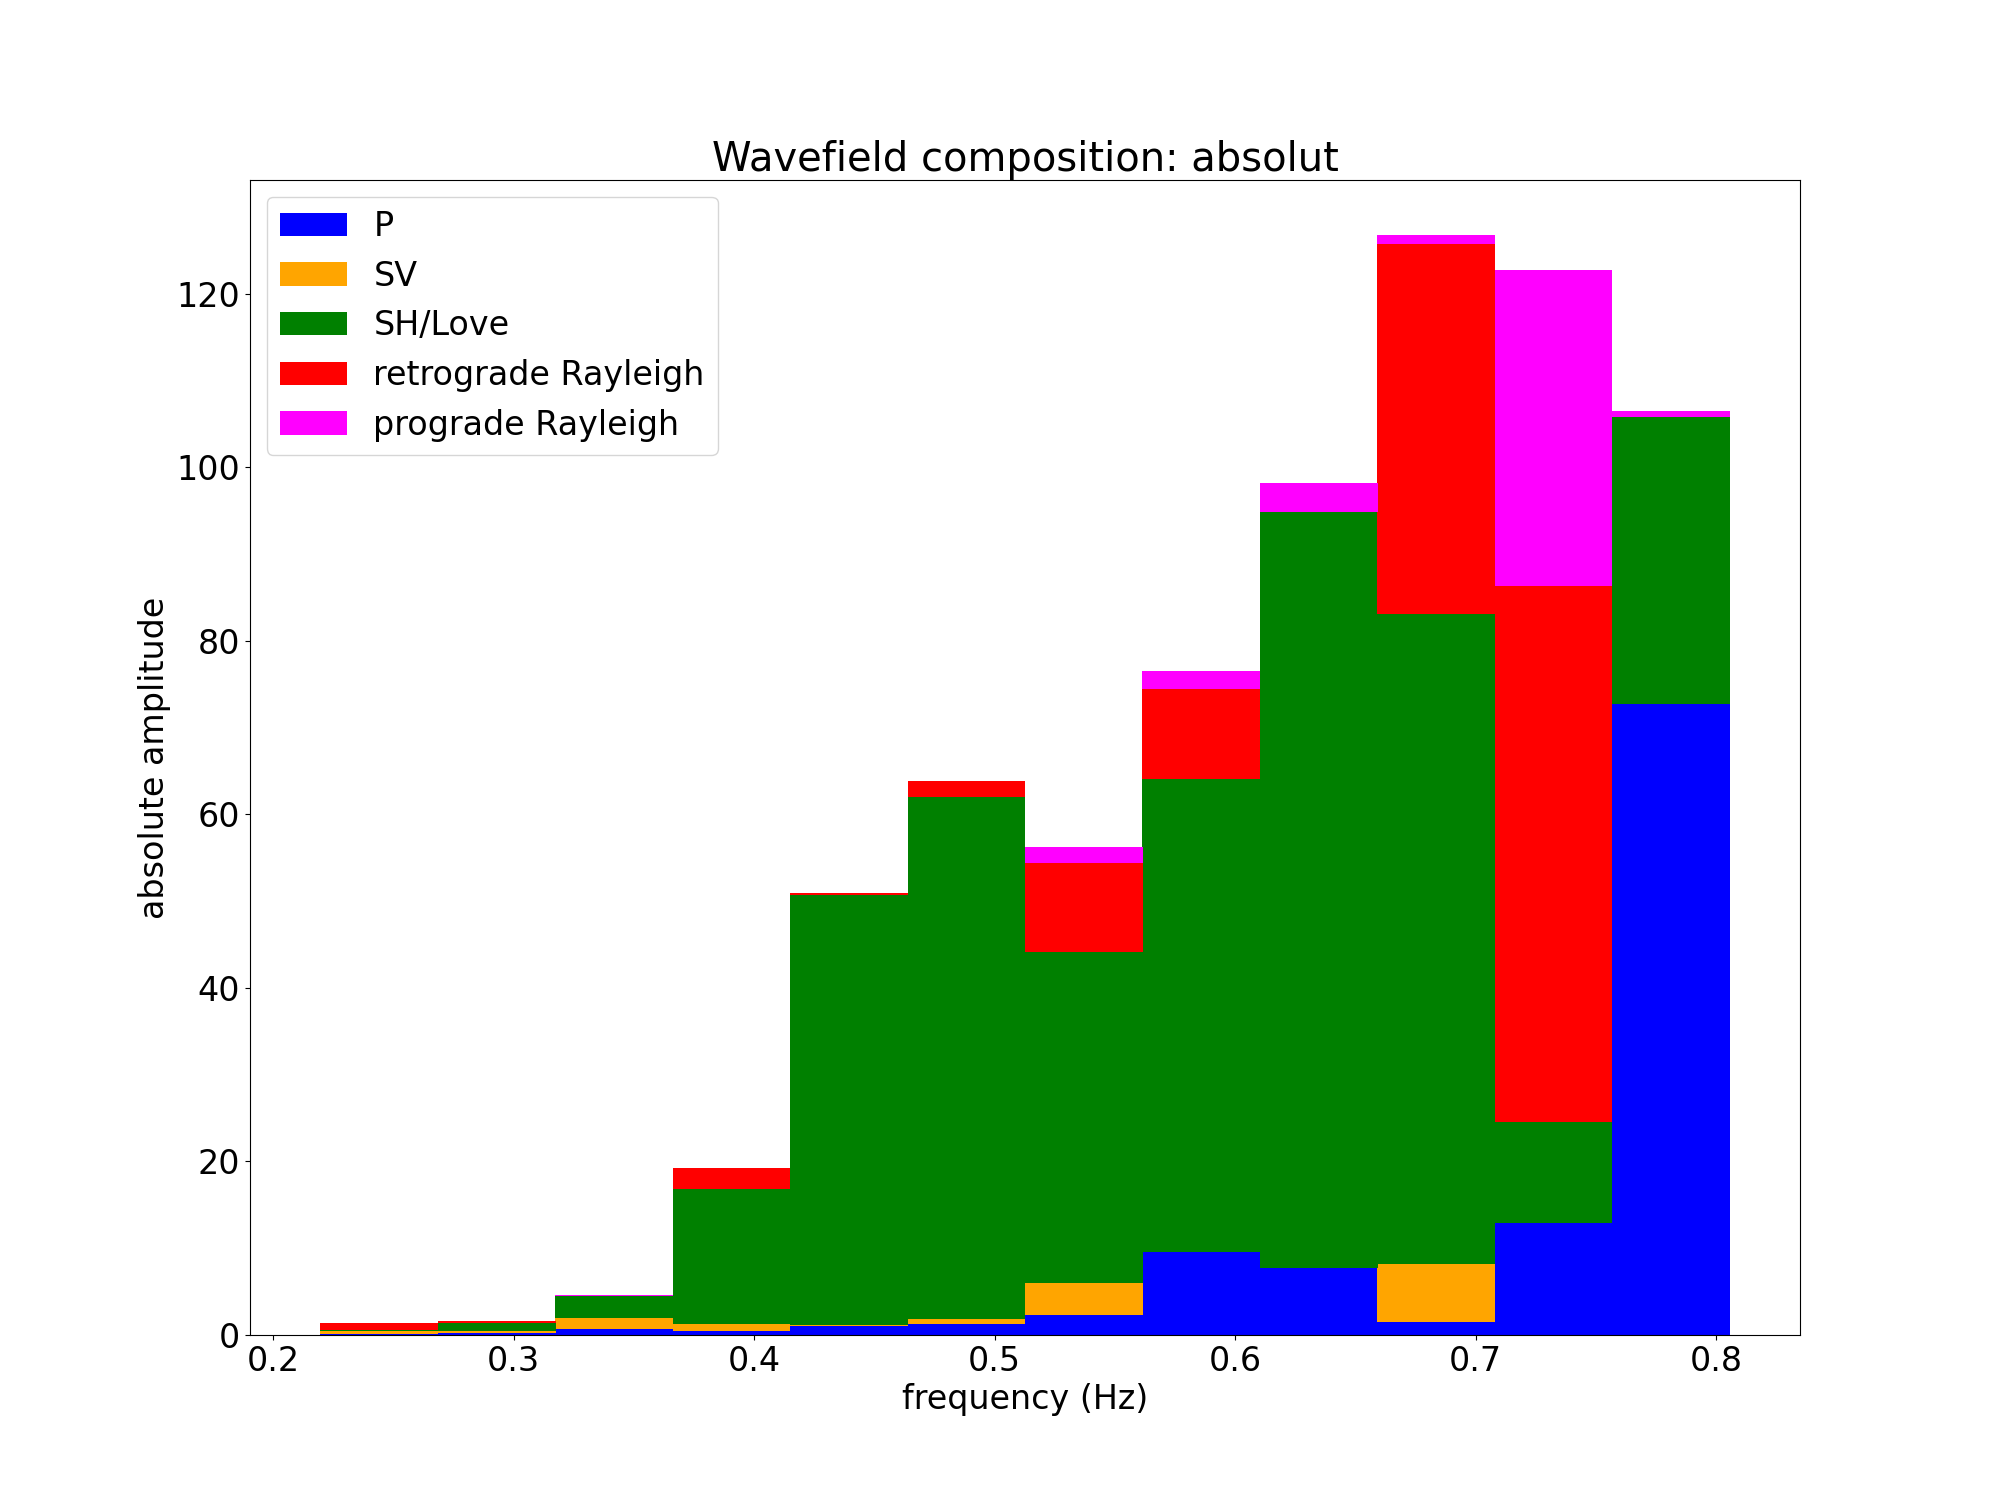 Wavefield composition: absolut
P
SV
SH/Love
retrograde Rayleigh
prograde Rayleigh
absolute amplitude
120
100
80
60
40
20
0
0.2 0.3 0.4 0.5 0.6 0.7 0.8
frequency (Hz)